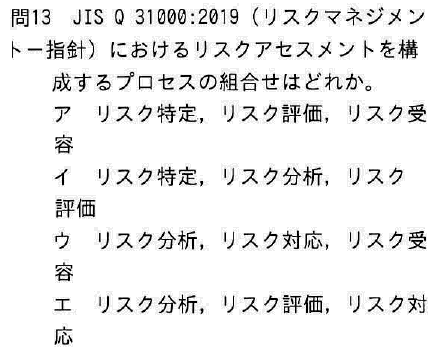 問13　JIS Q 31000:2019（リスクマネジメン
トー指針）におけるリスクアセスメントを構
成するプロセスの組合せはどれか。
ア　リスク特定，リスク評価，リスク受
容
イ　リスク特定，リスク分析，リスク
評価
ウ　リスク分析，リスク対応，リスク受
容
エ　リスク分析，リスク評価，リスク対
応